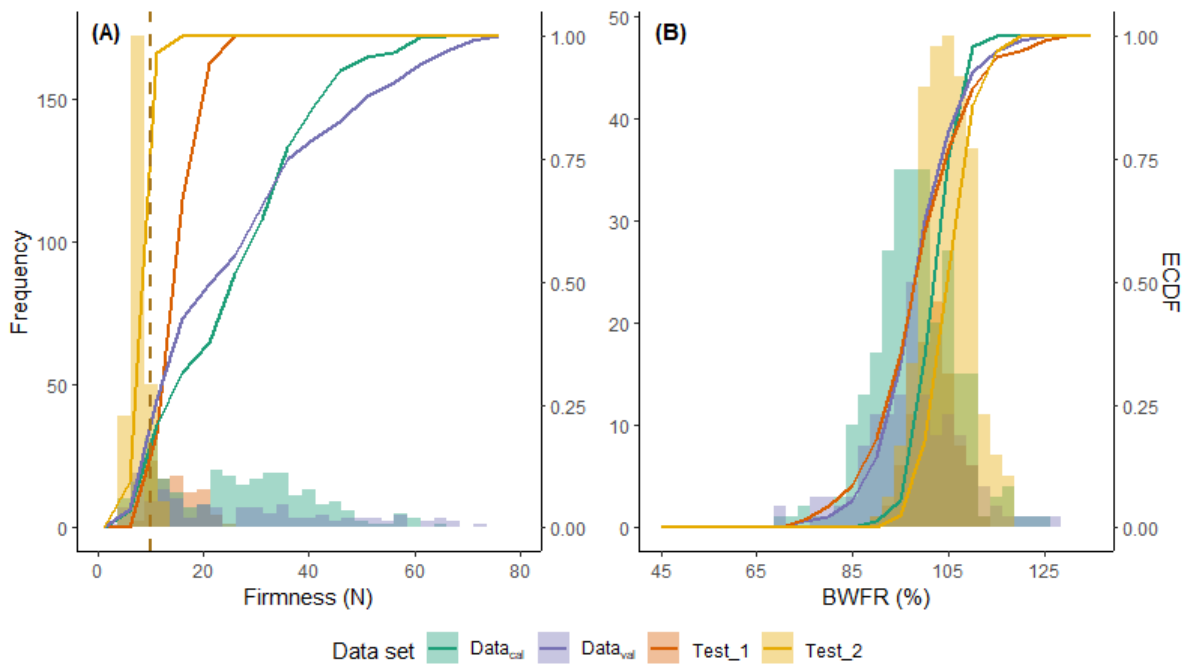 (A) (B)
50
1.00 1.00
150 40
0.75 0.75
30
100
0.50 0.50
20
50
0.25 0.25
10
0 0.00 0 0.00
Frequency
ECDF
0 20 40 60 80 45 65 85 105 125
Firmness (N) BWFR (%)
Data set Data_cal Data_val Test_1 Test_2